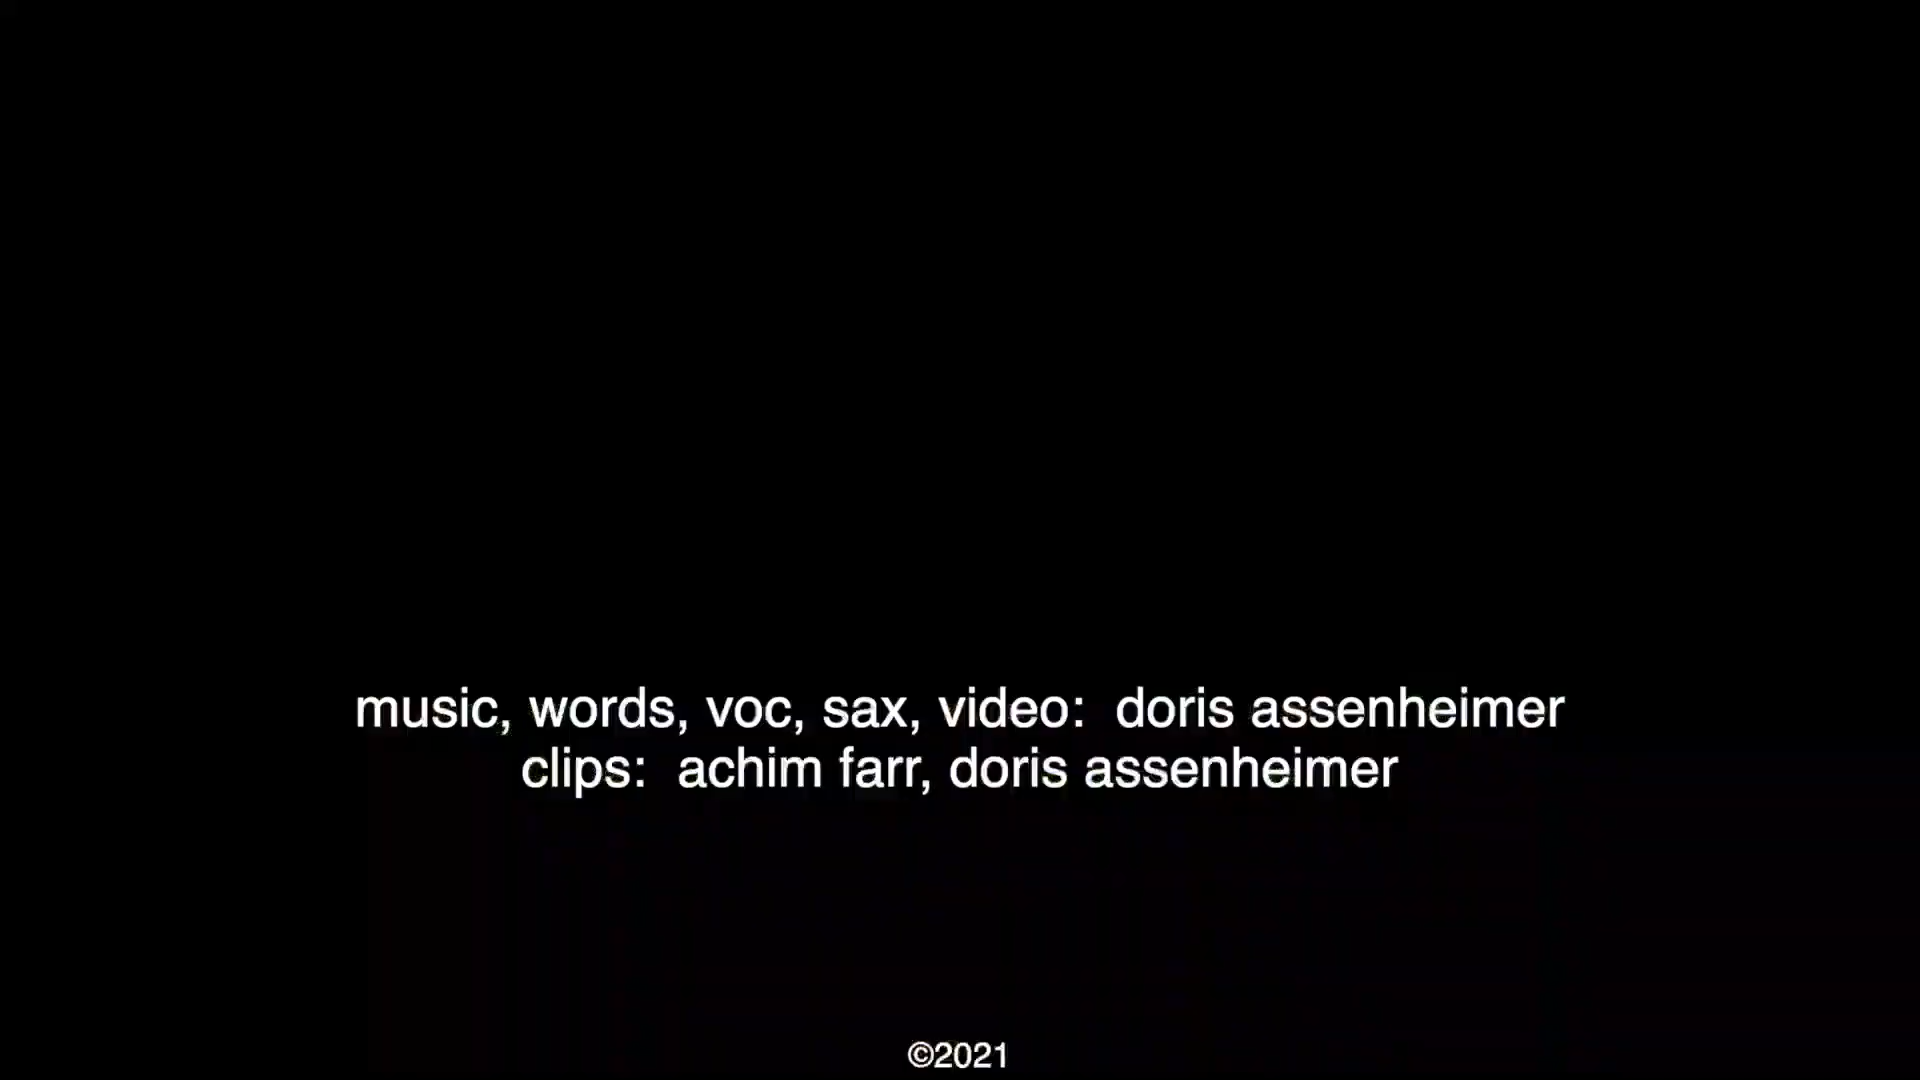 music, words, voc, sax, video:  doris assenheimer
clips:  achim farr, doris assenheimer
©2021